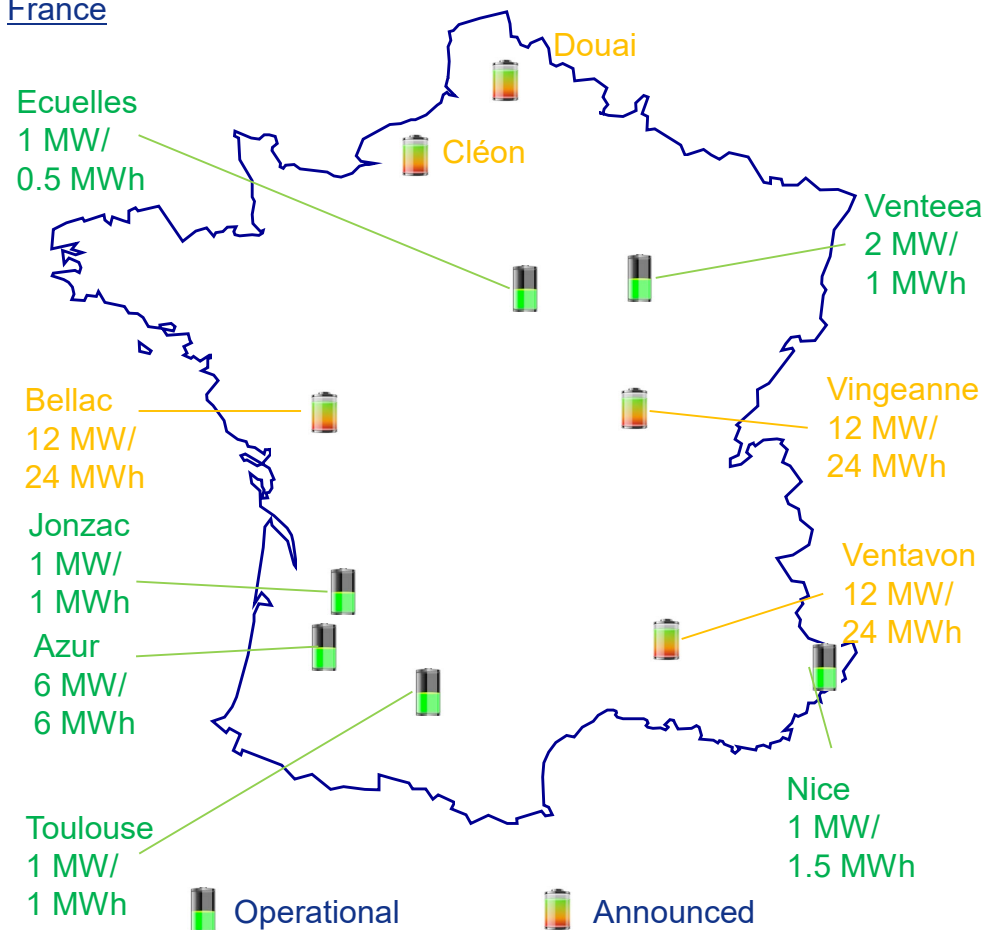 France
Douai
Ecuelles
1 MW/
0.5 MWh
Cléon
Venteea
2 MW/
1 MWh
Bellac
12 MW/
24 MWh
Vingeanne
12 MW/
24 MWh
Jonzac
1 MW/
1 MWh
Ventavon
12 MW/
24 MWh
Azur
6 MW/
6 MWh
Nice
1 MW/
1.5 MWh
Toulouse
1 MW/
1 MWh
Operational
Announced